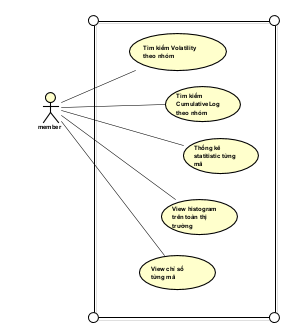 Tìm kiếm Volatility
theo nhóm
Tìm kiếm
CumulativeLog
theo nhóm
member
Thống kê
statitistic từng
mã
View histogram
trên toàn thị
trường
View chỉ số
từng mã